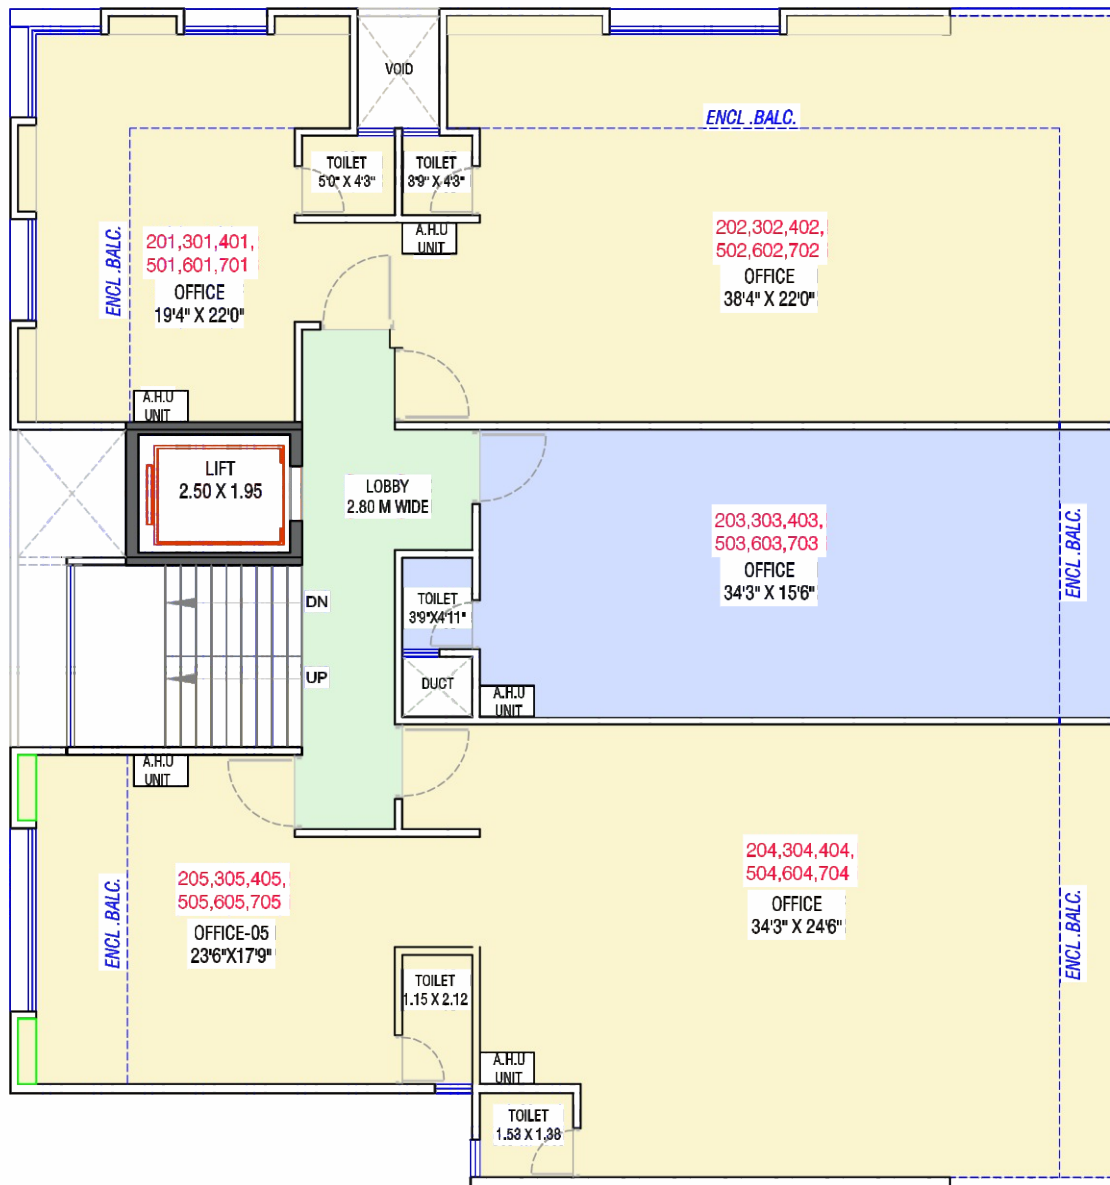 VOID
ENCL .BALC.
TOILET
5'0" X 4'3"
TOILET
3'9" X 4'3"
A.H.U
UNIT
201,301,401,
501,601,701
OFFICE
19'4" X 22'0"
ENCL .BALC.
202,302,402,
502,602,702
OFFICE
38'4" X 22'0"
A.H.U
UNIT
LIFT
2.50 X 1.95
LOBBY
2.80 M WIDE
203,303,403,
503,603,703
OFFICE
34'3" X 15'6"
ENCL .BALC.
TOILET
3'9"X4'11"
DN
UP
DUCT
A.H.U
UNIT
A.H.U
UNIT
205,305,405,
505,605,705
OFFICE-05
23'6"X17'9"
ENCL .BALC.
204,304,404,
504,604,704
OFFICE
34'3" X 24'6"
ENCL .BALC.
TOILET
1.15 X 2.12
A.H.U
UNIT
TOILET
1.53 X 1.38